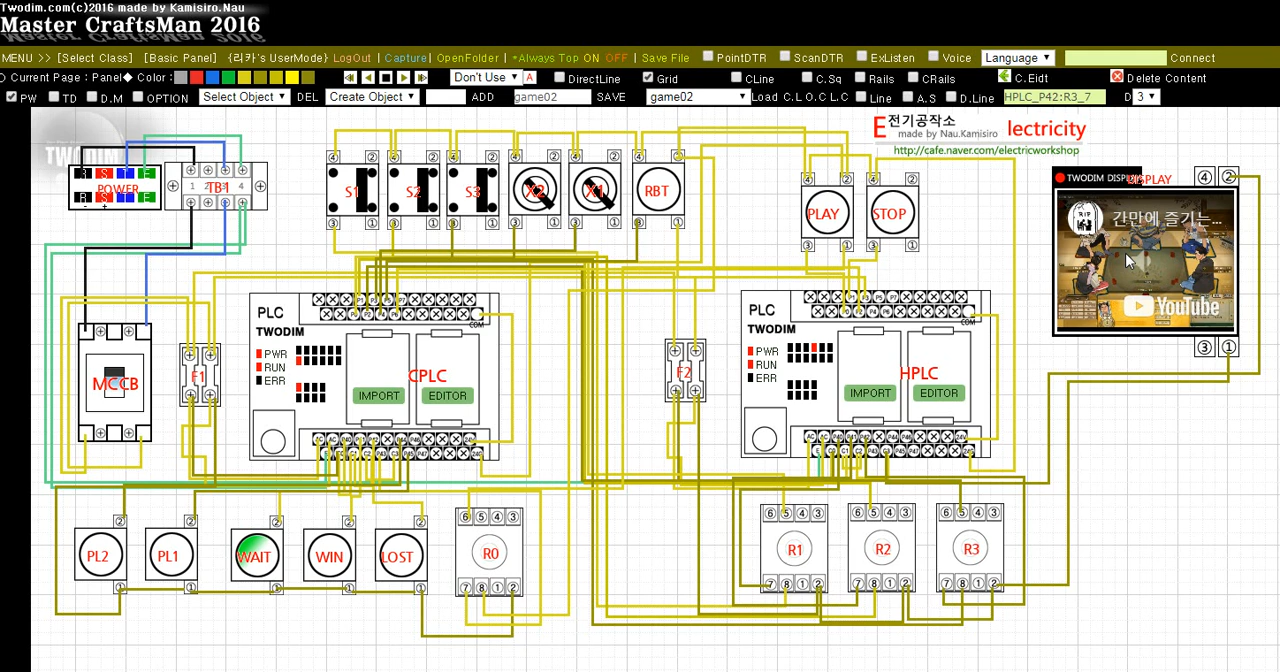 Twodim.com(c)2016 made by Kamisiro.Nau
Master CraftsMan 2016
MENU >> [Select Class] [Basic Panel] {리카's UserMode} LogOut | Capture| OpenFolder | *Always Top ON OFF | Save File PointDTR ScanDTR ExListen Voice Language Connect
Current Page : Panel◆ Color : Don't Use A DirectLine Grid CLine C.Sq Rails CRails C.Eidt Delete Content
PW TD D.M OPTION Select Object DEL Create Object ADD game02 SAVE game02 Load C.L O.C L.C Line A.S D.Line HPLC_P42:R3_7 D 3
E전기공작소
made by Nau.Kamisiro
lectricity
http://cafe.naver.com/electricworkshop
TWODIM
POWER
TB1
S1 S2 S3 X2 X1 RBT
PLAY STOP
TWODIM DISPLAY
간만에 즐기는...
YouTube
PLC
TWODIM
PWR
RUN
ERR
CPLC
IMPORT EDITOR
COM
PLC
TWODIM
PWR
RUN
ERR
HPLC
IMPORT EDITOR
COM
MCCB
F1
F2
PL2 PL1 WAIT WIN LOST R0
R1 R2 R3